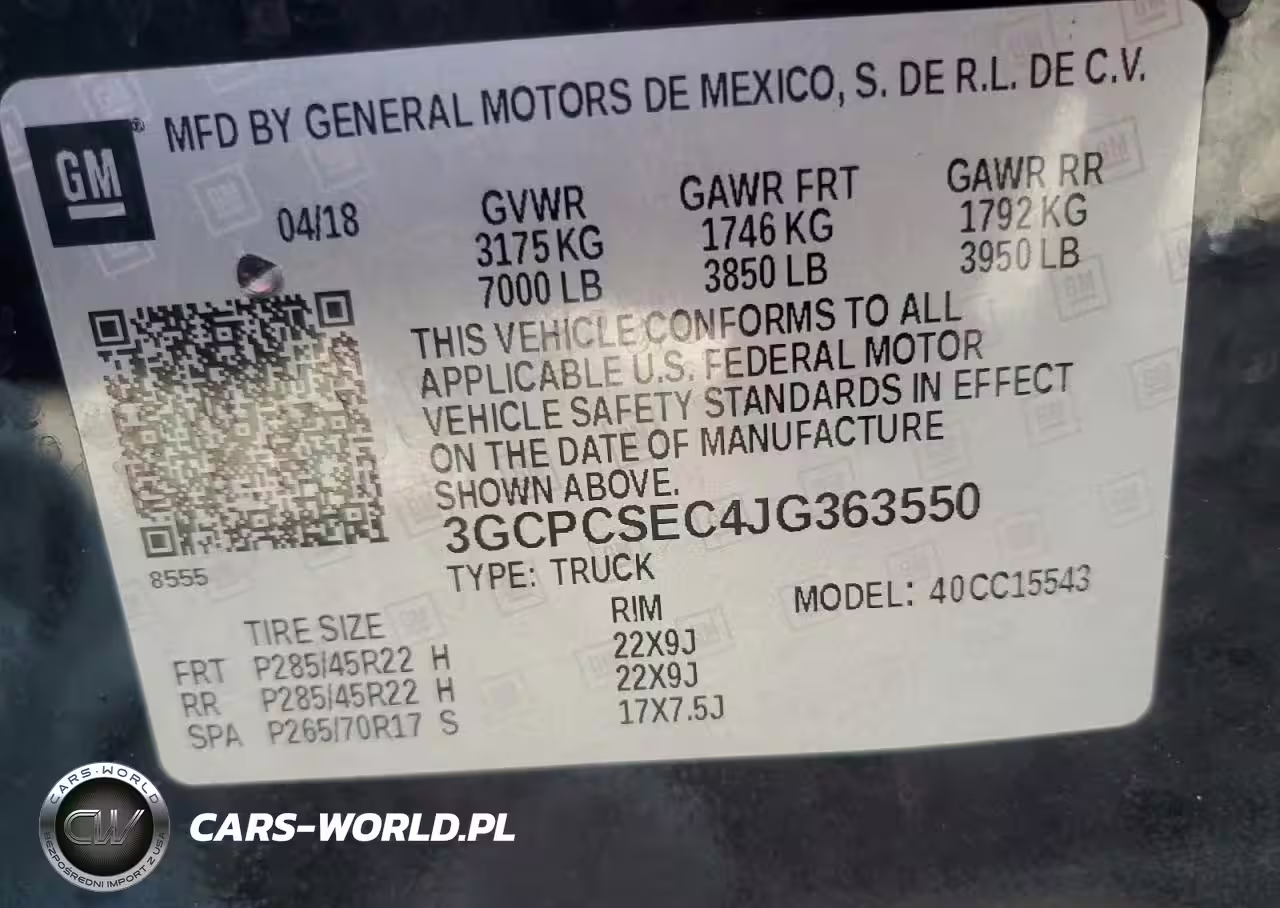 MFD BY GENERAL MOTORS DE MEXICO, S. DE R.L. DE C.V.
GM®
04/18
GVWR GAWR FRT GAWR RR
3175 KG 1746 KG 1792 KG
7000 LB 3850 LB 3950 LB
THIS VEHICLE CONFORMS TO ALL
APPLICABLE U.S. FEDERAL MOTOR
VEHICLE SAFETY STANDARDS IN EFFECT
ON THE DATE OF MANUFACTURE
SHOWN ABOVE.
3GCPCSEC4JG363550
8555
TYPE: TRUCK
MODEL: 40CC15543
TIRE SIZE RIM
FRT P285/45R22 H 22X9J
RR P285/45R22 H 22X9J
SPA P265/70R17 S 17X7.5J
CARS-WORLD
CW
BEZPOŚREDNI IMPORT Z USA
CARS-WORLD.PL